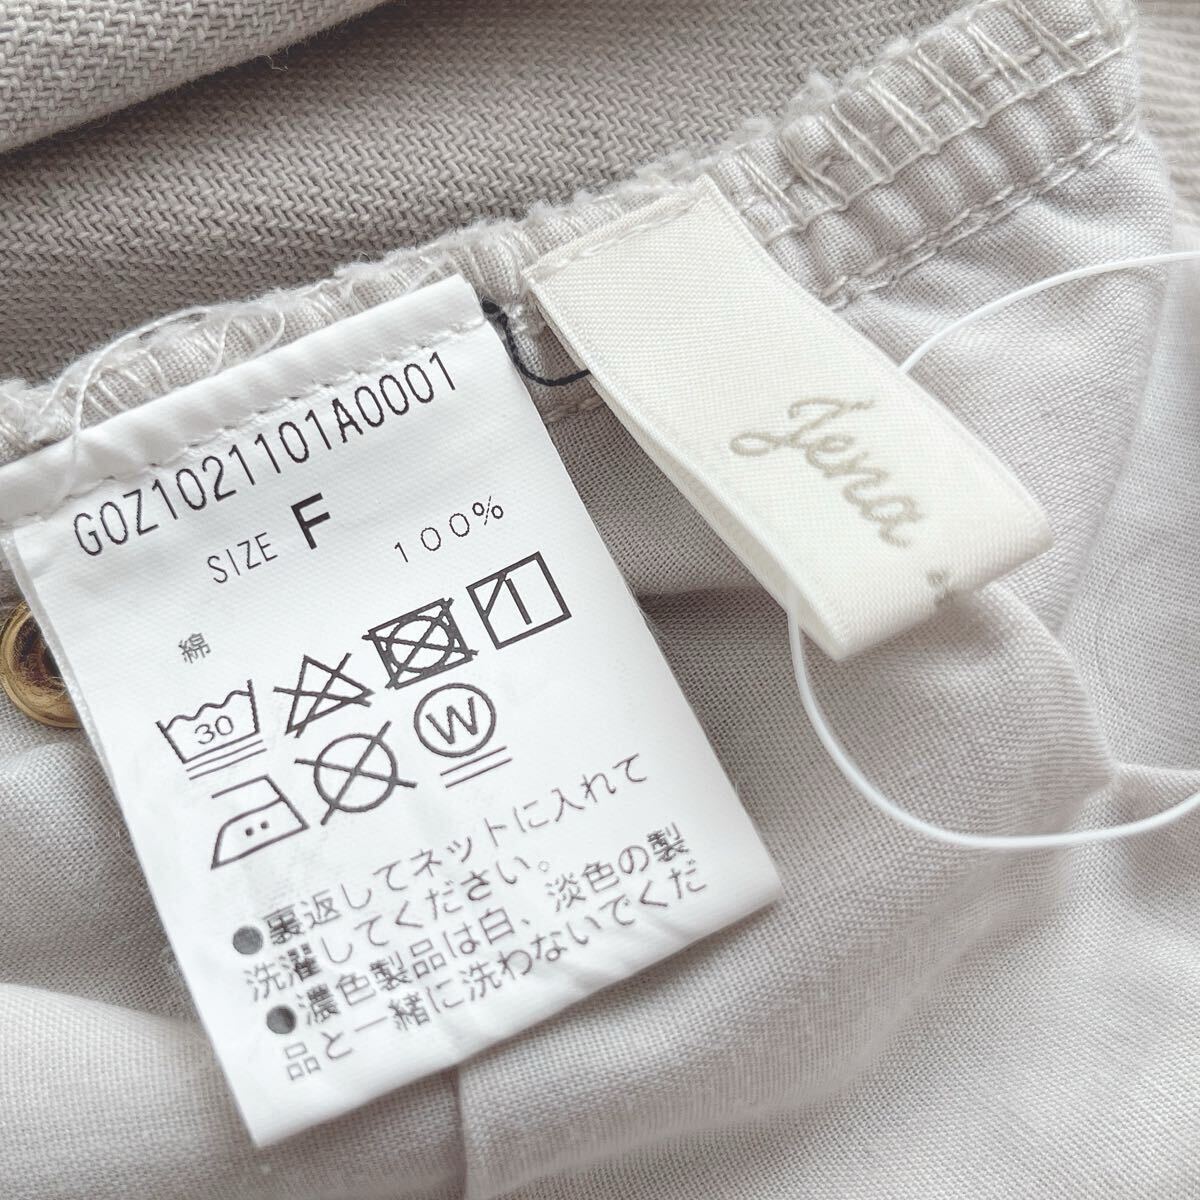 G0Z1021101A0001
SIZE F
綿 100%
30
W
●裏返してネットに入れて
洗濯してください。
●濃色製品は白、淡色の製
品と一緒に洗わないでくだ
Jena